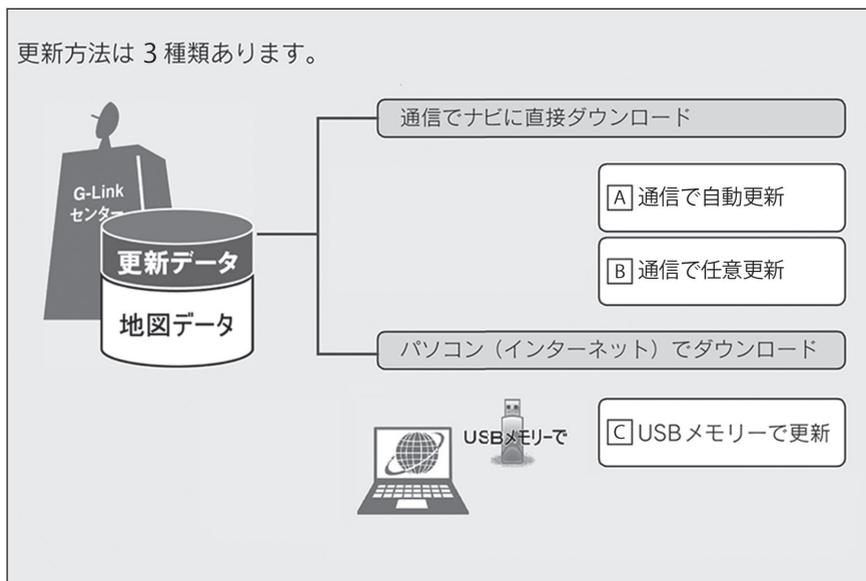 更新方法は3種類あります。
通信でナビに直接ダウンロード
G-Link
センター
A 通信で自動更新
更新データ
B 通信で任意更新
地図データ
パソコン（インターネット）でダウンロード
USBメモリーで
C USBメモリーで更新